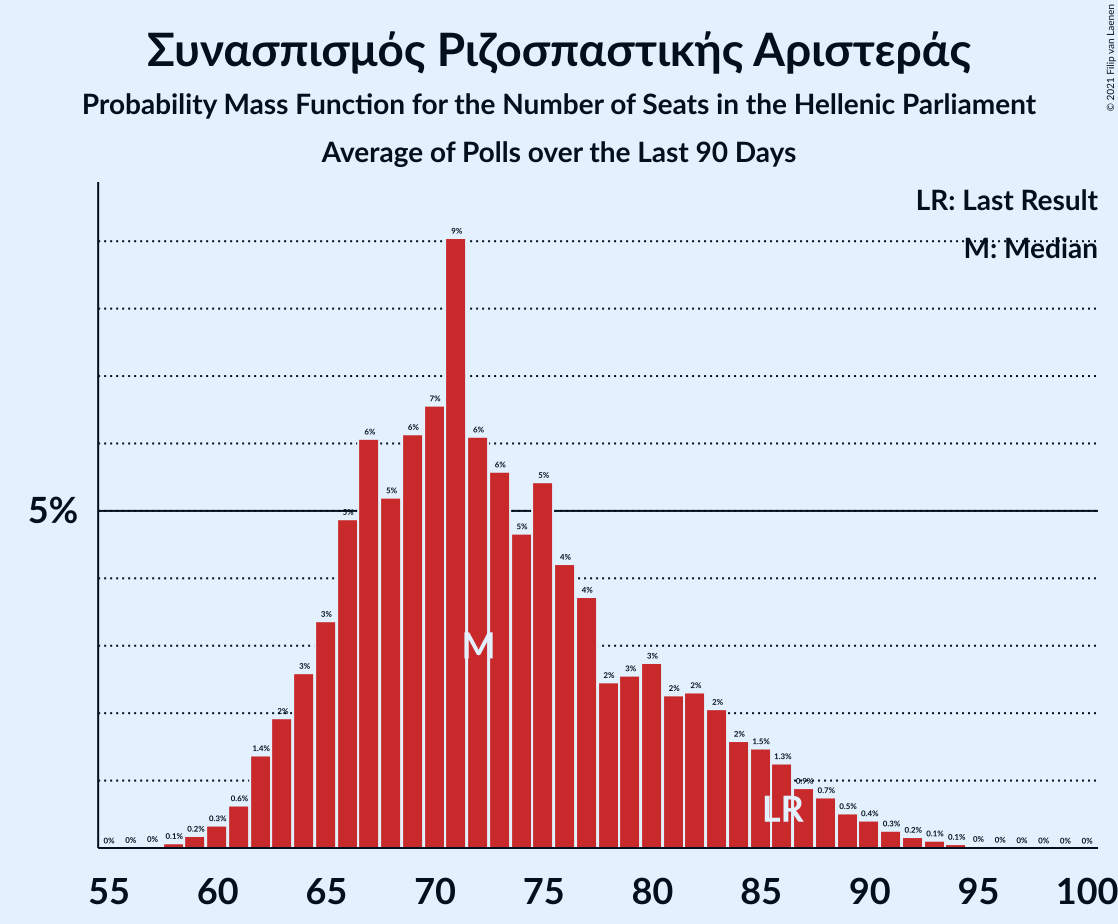 Συνασπισμός Ριζοσπαστικής Αριστεράς
Probability Mass Function for the Number of Seats in the Hellenic Parliament
Average of Polls over the Last 90 Days
© 2021 Filip van Laenen
LR: Last Result
M: Median
5%
0% 0% 0% 0.1% 0.2% 0.3% 0.6% 1.4% 2% 3% 3% 5% 6% 5% 6% 7% 9% 6% 6% 5% 5% 4% 4% 2% 3% 3% 2% 2% 2% 2% 1.5% 1.3% 0.9% 0.7% 0.5% 0.4% 0.3% 0.2% 0.1% 0.1% 0% 0% 0% 0% 0% 0%
M
LR
55 60 65 70 75 80 85 90 95 100